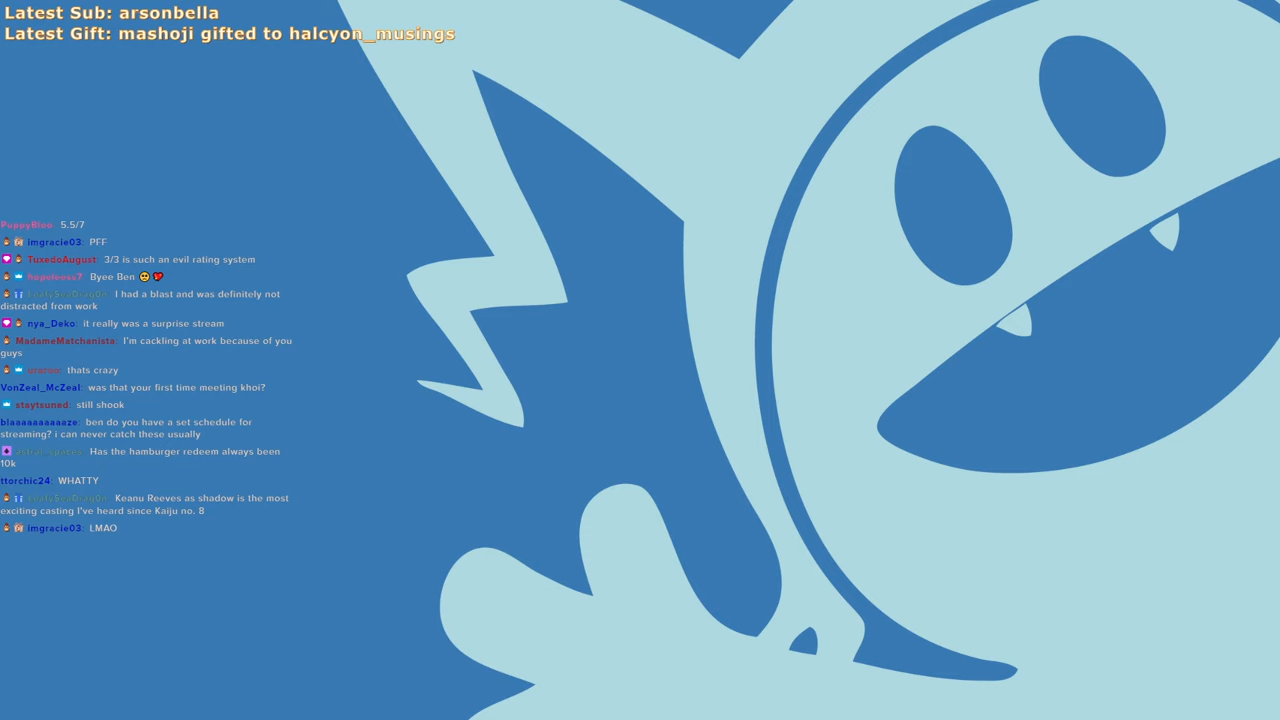 Latest Sub: arsonbella
Latest Gift: mashoji gifted to halcyon_musings
PuppyBlue: 5.5/7
imgracie03: PFF
TuxedoAugust: 3/3 is such an evil rating system
hopeless7: Byee Ben
I had a blast and was definitely not
distracted from work
nya_Deko: it really was a surprise stream
MadameMatchanista: I'm cackling at work because of you
guys
thats crazy
VonZeal_McZeal: was that your first time meeting khoi?
staytsuned: still shook
blaaaaaaaaaze: ben do you have a set schedule for
streaming? i can never catch these usually
Has the hamburger redeem always been
10k
ttorchic24: WHATTY
Keanu Reeves as shadow is the most
exciting casting I've heard since Kaiju no. 8
imgracie03: LMAO